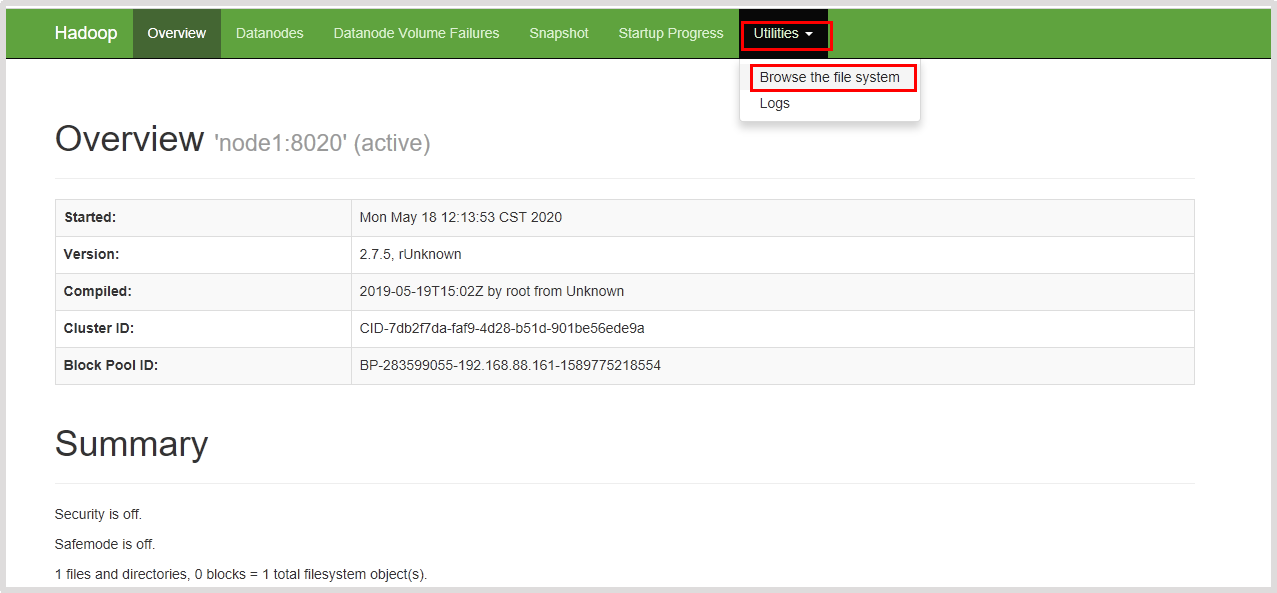 Hadoop Overview Datanodes Datanode Volume Failures Snapshot Startup Progress Utilities
Browse the file system
Logs
Overview 'node1:8020' (active)
Started: Mon May 18 12:13:53 CST 2020
Version: 2.7.5, rUnknown
Compiled: 2019-05-19T15:02Z by root from Unknown
Cluster ID: CID-7db2f7da-faf9-4d28-b51d-901be56ede9a
Block Pool ID: BP-283599055-192.168.88.161-1589775218554
Summary
Security is off.
Safemode is off.
1 files and directories, 0 blocks = 1 total filesystem object(s).